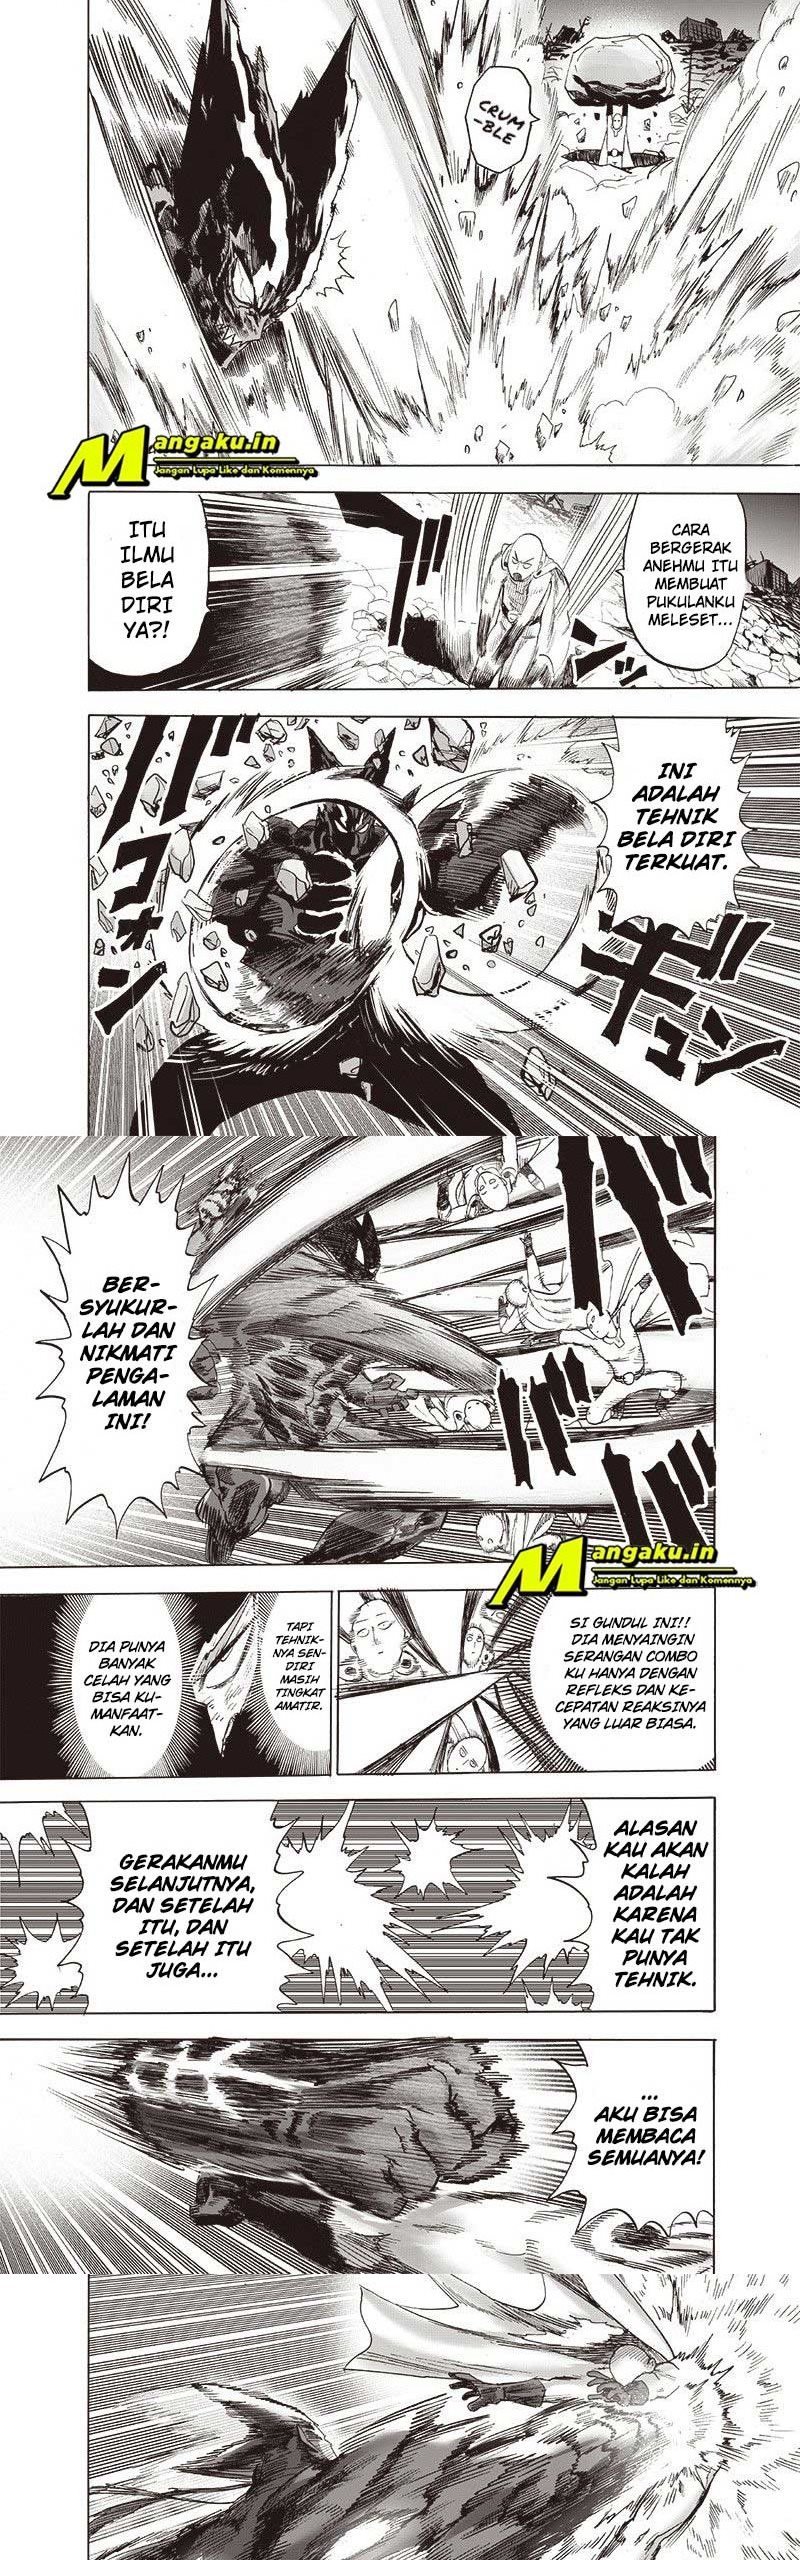 CRUM
-BLE
Mangaku.in
Jangan Lupa Like dan Komennya
CARA
BERGERAK
ANEHMU ITU
MEMBUAT
PUKULANKU
MELESET...
ITU
ILMU
BELA
DIRI
YA?!
INI
ADALAH
TEHNIK
BELA DIRI
TERKUAT.
BER-
SYUKUR-
LAH DAN
NIKMATI
PENGA-
LAMAN
INI!
Mangaku.in
Jangan Lupa Like dan Komennya
SI GUNDUL INI!!
DIA MENYAINGIN
SERANGAN COMBO
KU HANYA DENGAN
REFLEKS DAN KE-
CEPATAN REAKSINYA
YANG LUAR BIASA.
TAPI
TEHNIK-
NYA SEN-
DIRI
MASIH
TINGKAT
AMATIR.
DIA PUNYA
BANYAK
CELAH YANG
BISA KU-
MANFAAT-
KAN.
ALASAN
KAU AKAN
KALAH
ADALAH
KARENA
KAU TAK
PUNYA
TEHNIK.
GERAKANMU
SELANJUTNYA,
DAN SETELAH
ITU, DAN
SETELAH ITU
JUGA...
...
AKU BISA
MEMBACA
SEMUANYA!